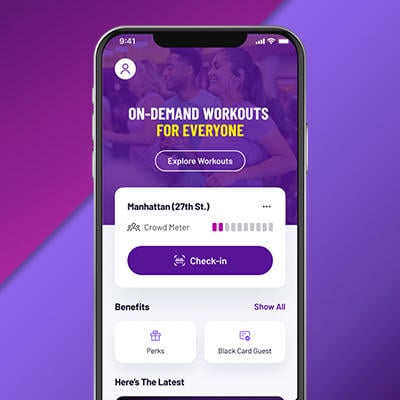 9:41
ON-DEMAND WORKOUTS
FOR EVERYONE
Explore Workouts
Manhattan (27th St.)
Crowd Meter
Check-in
Benefits
Show All
Perks
Black Card Guest
Here's The Latest